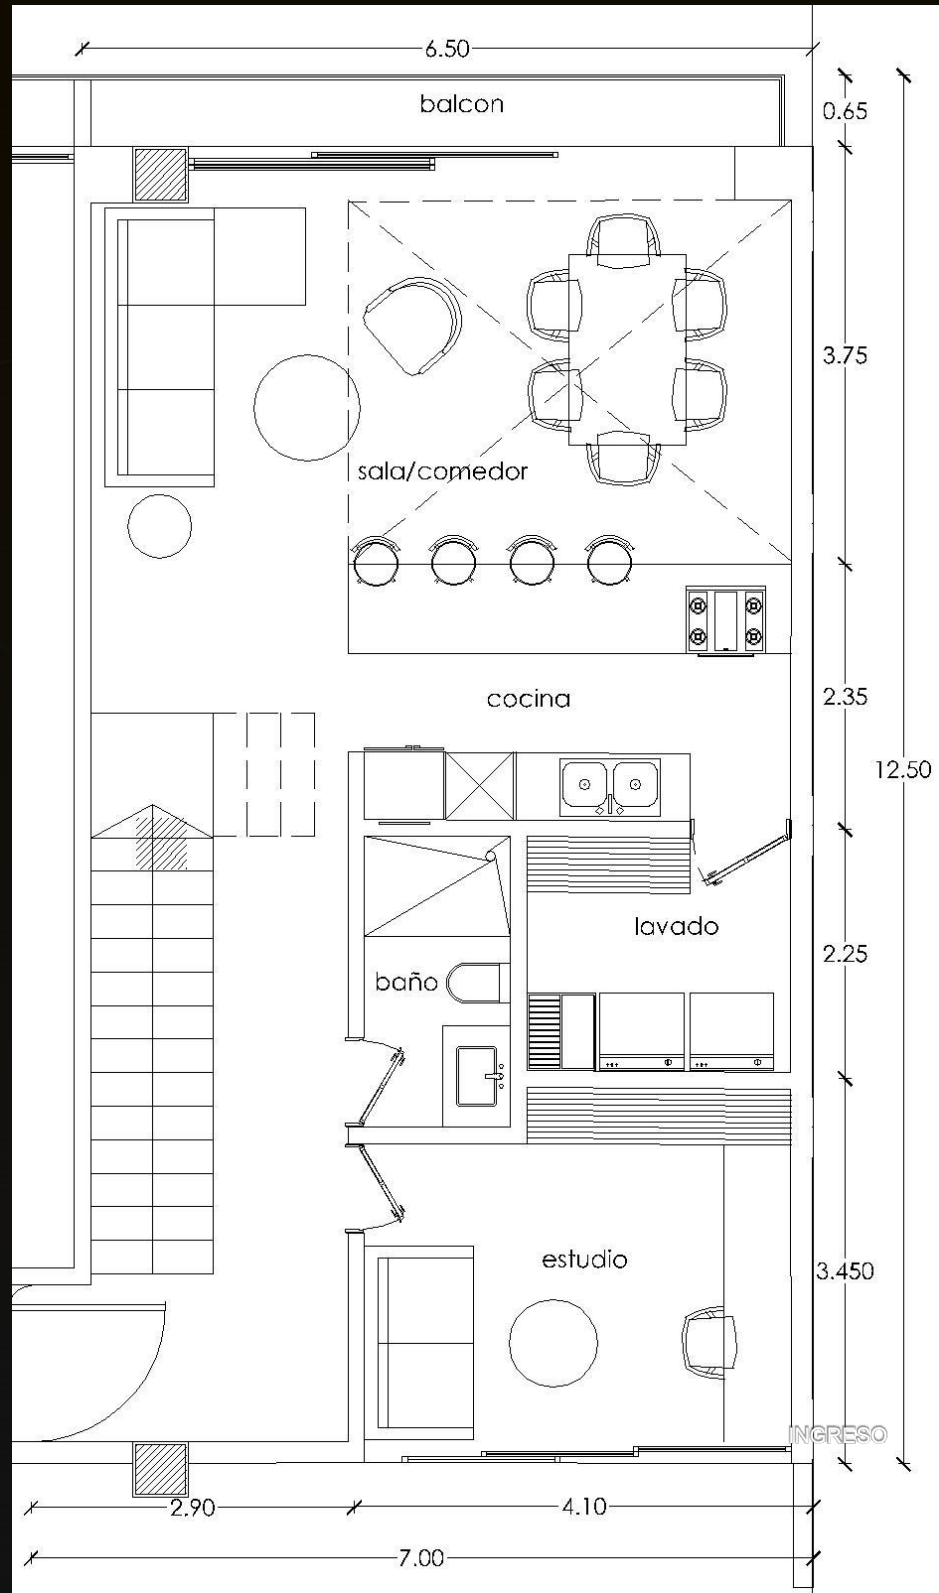 6.50
balcon
0.65
3.75
sala/comedor
cocina
2.35
12.50
lavado
2.25
baño
estudio
3.450
INGRESO
2.90
4.10
7.00